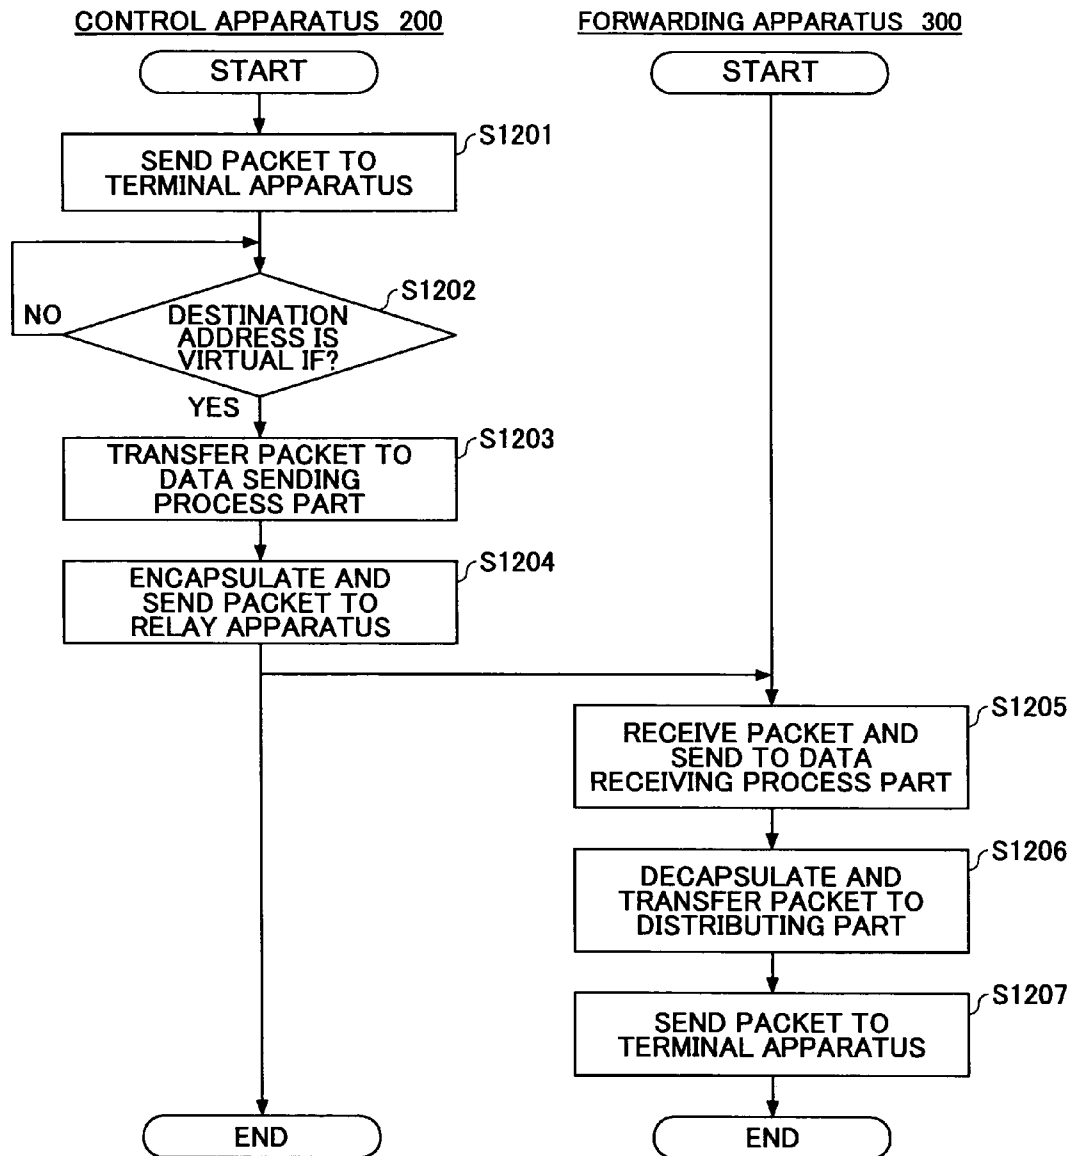 CONTROL APPARATUS 200
START
S1201
SEND PACKET TO
TERMINAL APPARATUS
S1202
NO
DESTINATION
ADDRESS IS
VIRTUAL IF?
YES
S1203
TRANSFER PACKET TO
DATA SENDING
PROCESS PART
S1204
ENCAPSULATE AND
SEND PACKET TO
RELAY APPARATUS
END
FORWARDING APPARATUS 300
START
S1205
RECEIVE PACKET AND
SEND TO DATA
RECEIVING PROCESS PART
S1206
DECAPSULATE AND
TRANSFER PACKET TO
DISTRIBUTING PART
S1207
SEND PACKET TO
TERMINAL APPARATUS
END